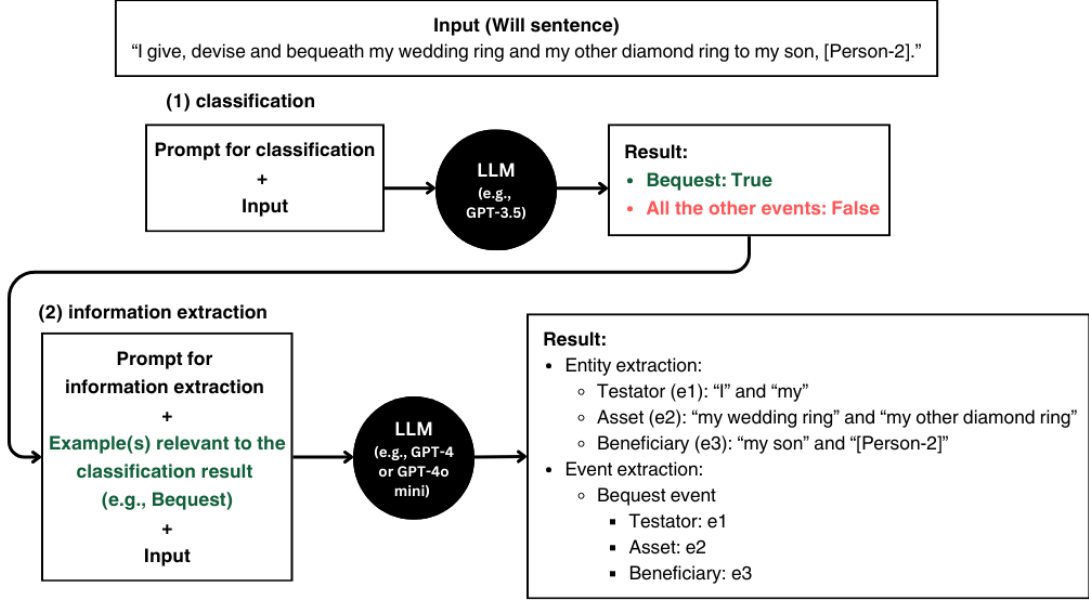 Input (Will sentence)
“I give, devise and bequeath my wedding ring and my other diamond ring to my son, [Person-2].”
(1) classification
Prompt for classification
+
Input
LLM
(e.g.,
GPT-3.5)
Result:
• Bequest: True
• All the other events: False
(2) information extraction
Prompt for
information extraction
+
Example(s) relevant to the
classification result
(e.g., Bequest)
+
Input
LLM
(e.g., GPT-4
or GPT-4o
mini)
Result:
• Entity extraction:
◦ Testator (e1): “I” and “my”
◦ Asset (e2): “my wedding ring” and “my other diamond ring”
◦ Beneficiary (e3): “my son” and “[Person-2]”
• Event extraction:
◦ Bequest event
▪ Testator: e1
▪ Asset: e2
▪ Beneficiary: e3